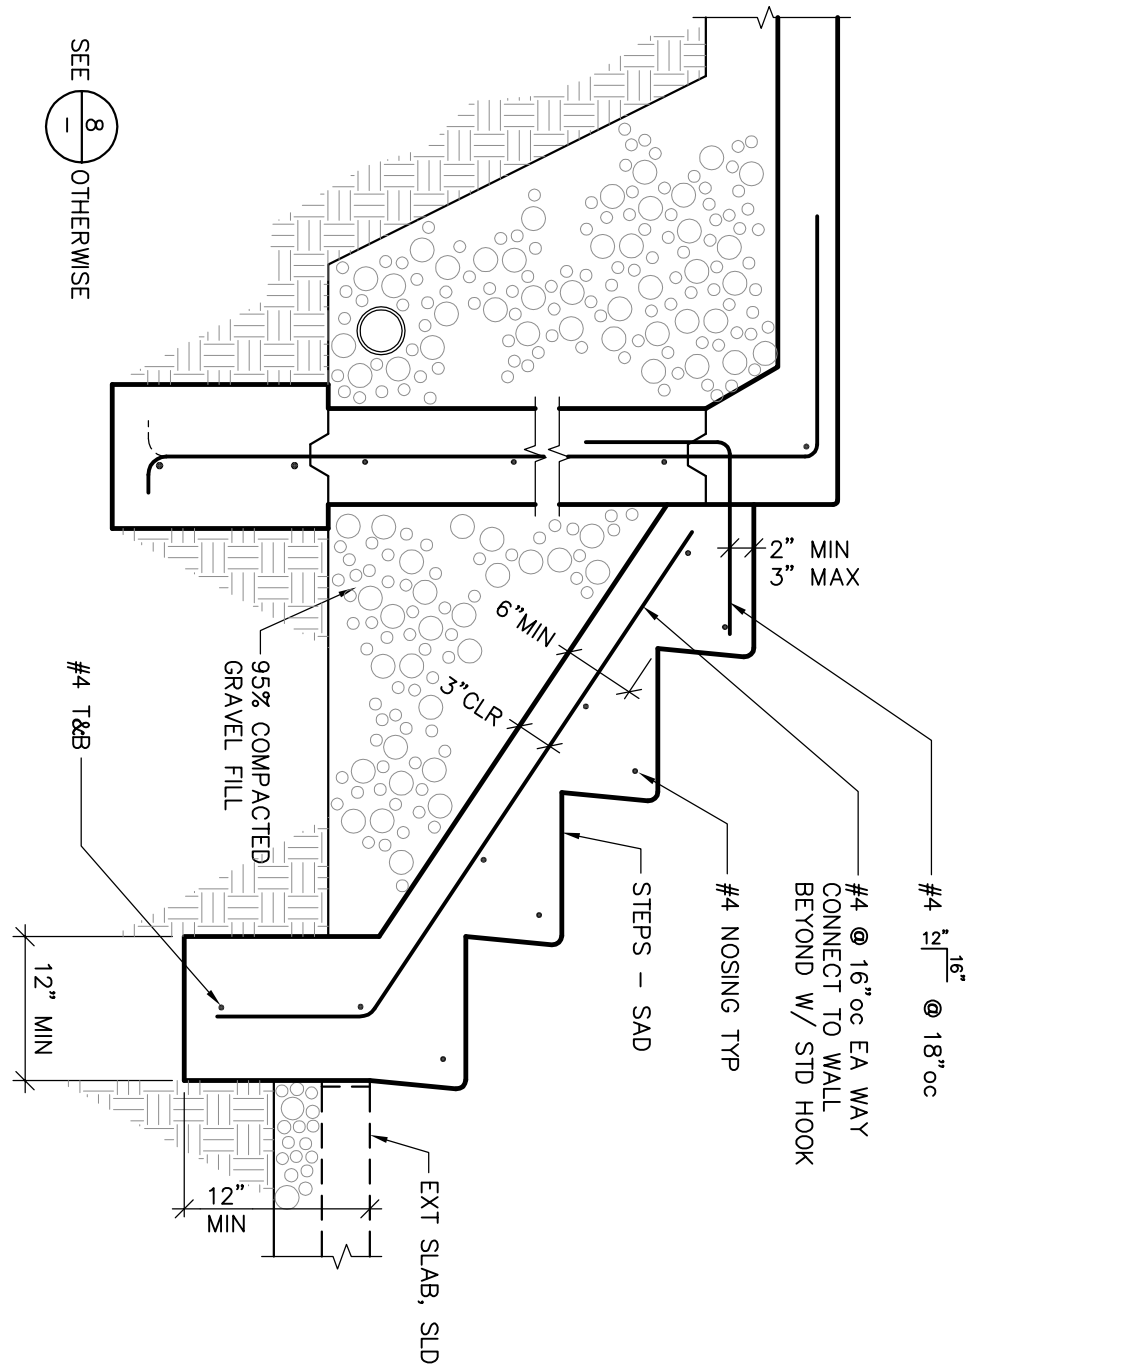 #4 12" 16" @ 18"oc
#4 @ 16"oc EA WAY
CONNECT TO WALL
BEYOND W/ STD HOOK
#4 NOSING TYP
STEPS – SAD
EXT SLAB, SLD
2" MIN
3" MAX
6"MIN
3"CLR
95% COMPACTED
GRAVEL FILL
#4 T&B
12" MIN
12"
MIN
SEE 8 OTHERWISE
–